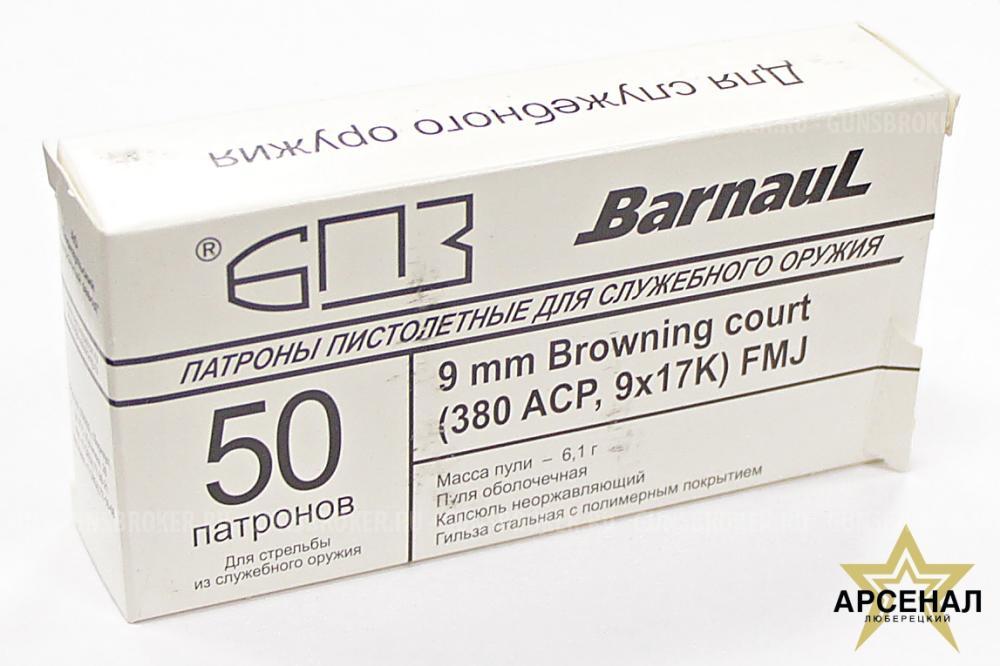 Для служебного оружия
® БПЗ
Barnaul
ПАТРОНЫ ПИСТОЛЕТНЫЕ ДЛЯ СЛУЖЕБНОГО ОРУЖИЯ
50
патронов
Для стрельбы
из служебного оружия
9 mm Browning court
(380 ACP, 9x17K) FMJ
Масса пули – 6,1 г
Пуля оболочечная
Капсюль неоржавляющий
Гильза стальная с полимерным покрытием
АРСЕНАЛ
ЛЮБЕРЕЦКИЙ